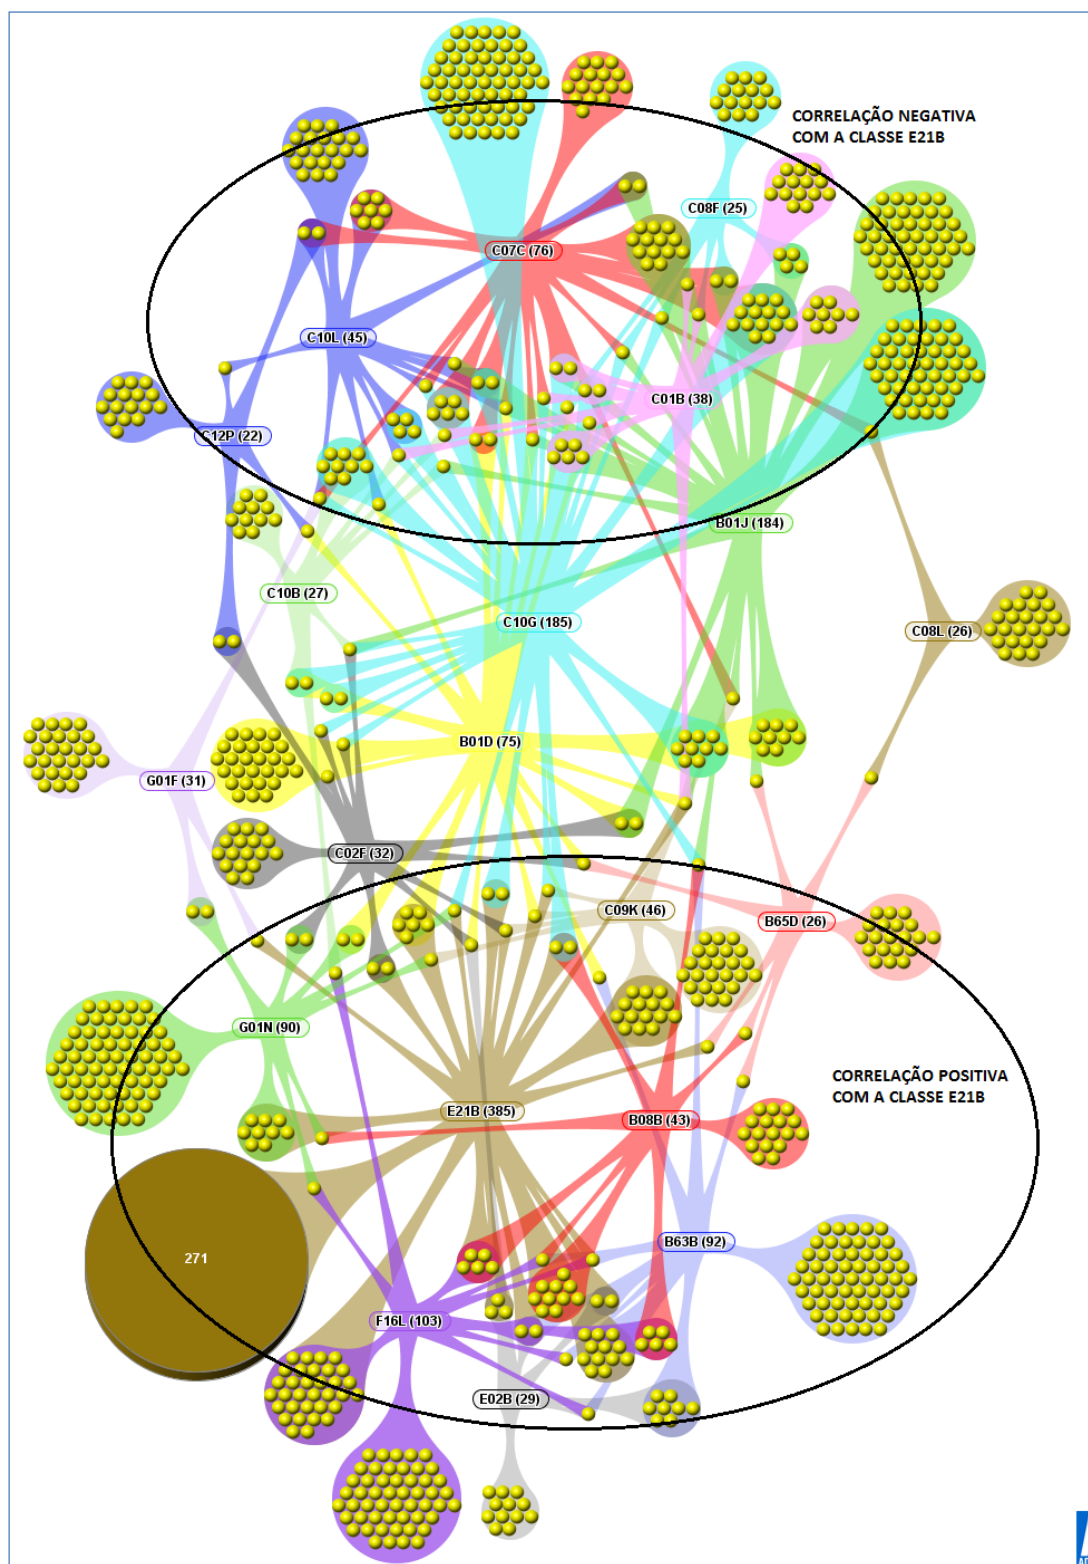 CORRELAÇÃO NEGATIVA
COM A CLASSE E21B
C08F (25)
C07C (76)
C10L (45)
C01B (38)
C12P (22)
B01J (184)
C10B (27)
C10G (185)
C08L (26)
B01D (75)
G01F (31)
C02F (32)
C09K (46)
B65D (26)
G01N (90)
CORRELAÇÃO POSITIVA
COM A CLASSE E21B
E21B (385)
B08B (43)
B63B (92)
271
F16L (103)
E02B (29)